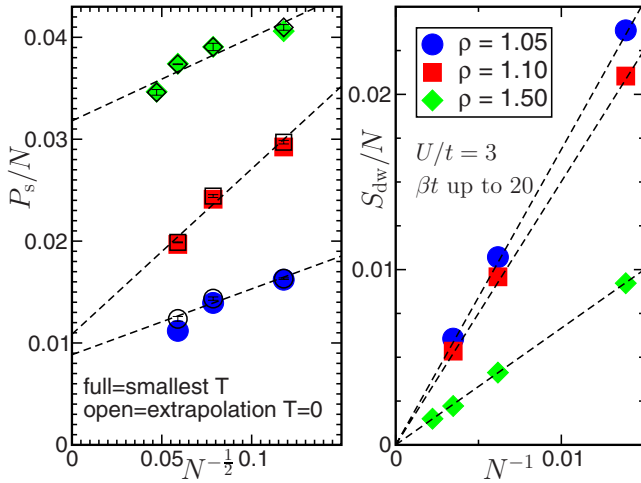 0.04
0.03
0.02
0.01
0
P_s/N
full=smallest T
open=extrapolation T=0
0.05
0.1
N^{-\frac{1}{2}}
ρ = 1.05
ρ = 1.10
ρ = 1.50
U/t = 3
βt up to 20
0.02
0.01
0
S_dw/N
0
0.01
N^{-1}